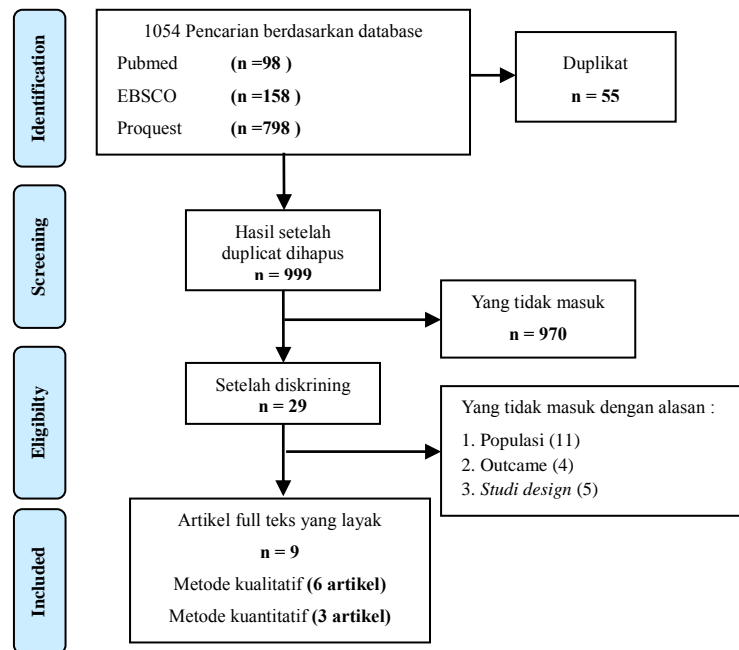 Identification
1054 Pencarian berdasarkan database
Pubmed (n =98 )
EBSCO (n =158 )
Proquest (n =798 )
Duplikat
n = 55
Screening
Hasil setelah
duplicat dihapus
n = 999
Yang tidak masuk
n = 970
Eligibilty
Setelah diskrining
n = 29
Yang tidak masuk dengan alasan :
1. Populasi (11)
2. Outcame (4)
3. Studi design (5)
Included
Artikel full teks yang layak
n = 9
Metode kualitatif (6 artikel)
Metode kuantitatif (3 artikel)